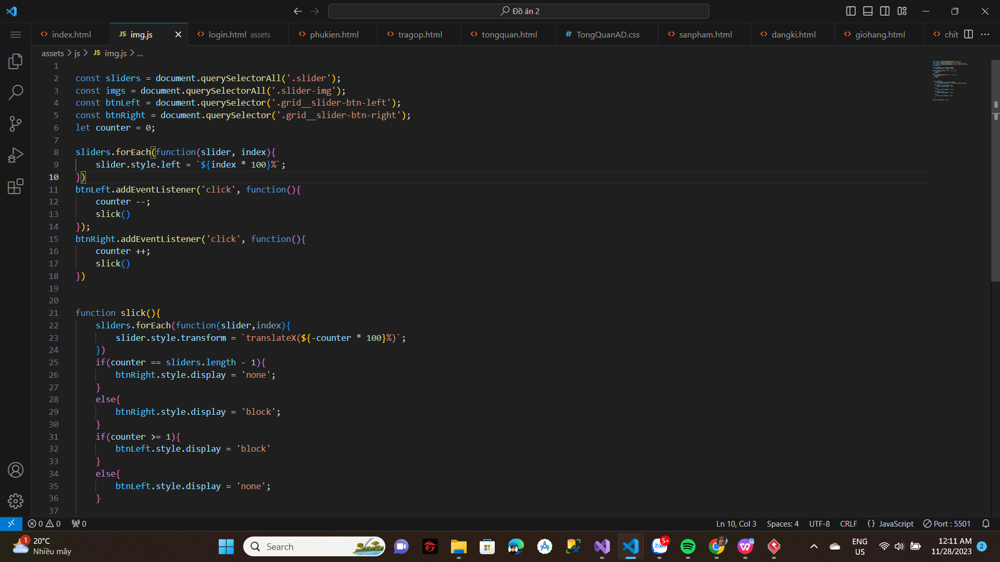 Đồ án 2
index.html
JS img.js
login.html assets
phukien.html
tragop.html
tongquan.html
# TongQuanAD.css
sanpham.html
dangki.html
giohang.html
chit
assets > js > JS img.js > ...
1
2 const sliders = document.querySelectorAll('.slider');
3 const imgs = document.querySelectorAll('.slider-img');
4 const btnLeft = document.querySelector('.grid__slider-btn-left');
5 const btnRight = document.querySelector('.grid__slider-btn-right');
6 let counter = 0;
7
8 sliders.forEach(function(slider, index){
9 slider.style.left = `${index * 100}%`;
10 })
11 btnLeft.addEventListener('click', function(){
12 counter --;
13 slick()
14 });
15 btnRight.addEventListener('click', function(){
16 counter ++;
17 slick()
18 })
19
20
21 function slick(){
22 sliders.forEach(function(slider,index){
23 slider.style.transform = `translateX(${-counter * 100}%)`;
24 })
25 if(counter == sliders.length - 1){
26 btnRight.style.display = 'none';
27 }
28 else{
29 btnRight.style.display = 'block';
30 }
31 if(counter >= 1){
32 btnLeft.style.display = 'block'
33 }
34 else{
35 btnLeft.style.display = 'none';
36 }
37
0 0 0
Ln 10, Col 3 Spaces: 4 UTF-8 CRLF {} JavaScript Port : 5501
1 20°C
Nhiều mây
Search
Zalo 5+
ENG
US
12:11 AM
11/28/2023
2